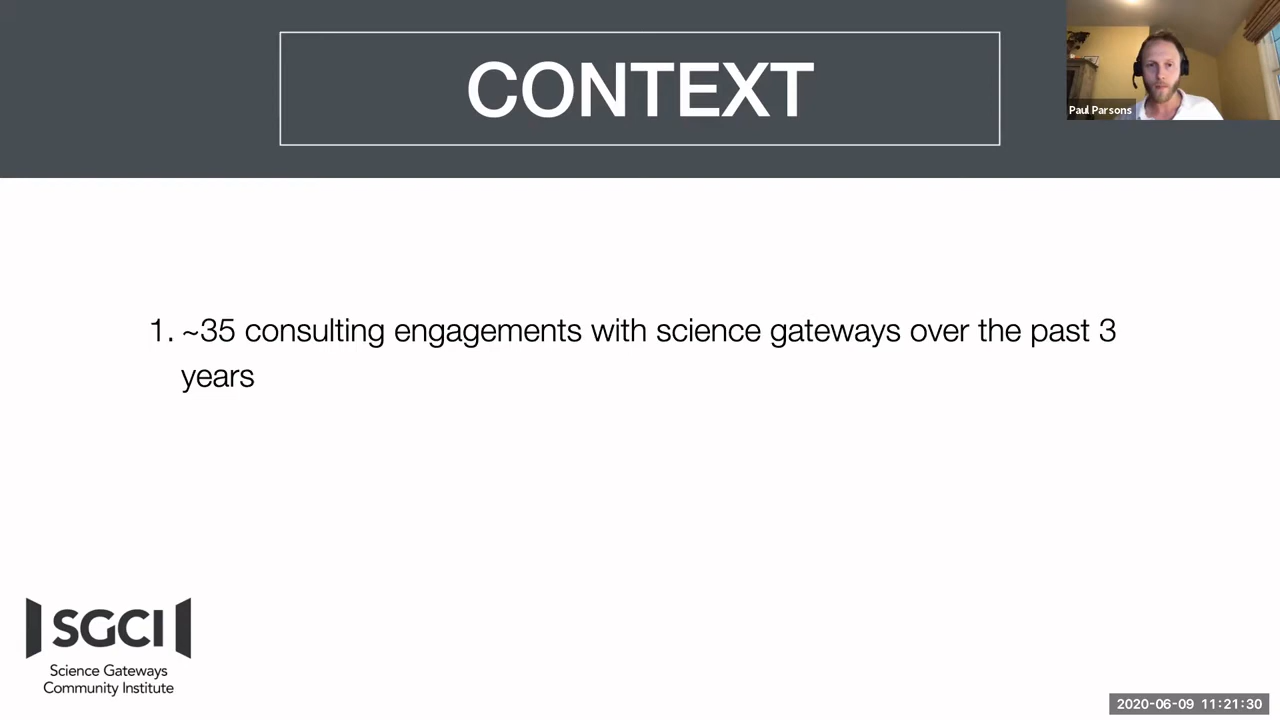 CONTEXT
Paul Parsons
1. ~35 consulting engagements with science gateways over the past 3
years
SGCI
Science Gateways
Community Institute
2020-06-09 11:21:30